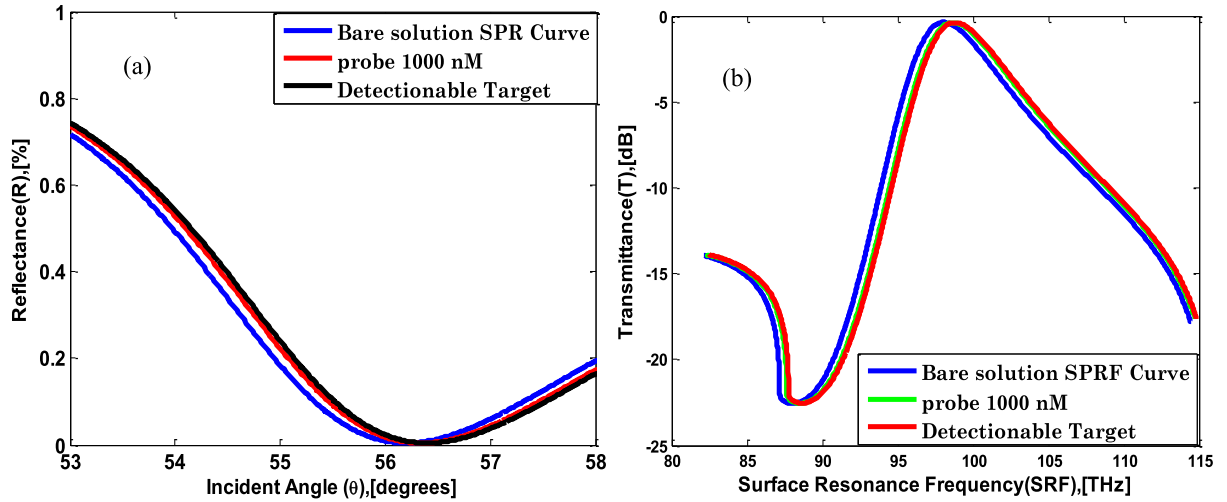 (a)
Bare solution SPR Curve
probe 1000 nM
Detectionable Target
Reflectance(R),[%]
1
0.8
0.6
0.4
0.2
0
53 54 55 56 57 58
Incident Angle (θ),[degrees]
(b)
Transmittance(T),[dB]
0
−5
−10
−15
−20
−25
80 85 90 95 100 105 110 115
Surface Resonance Frequency(SRF),[THz]
Bare solution SPRF Curve
probe 1000 nM
Detectionable Target